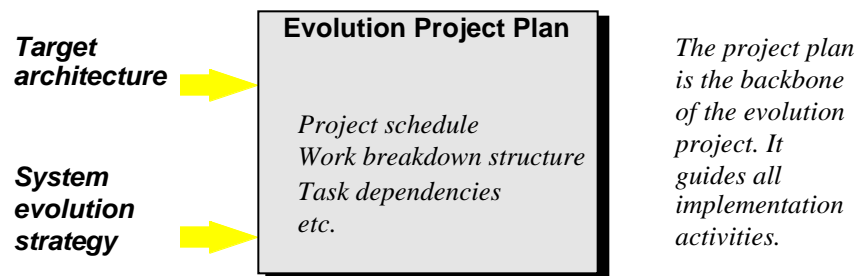 Target
architecture
System
evolution
strategy
Evolution Project Plan
Project schedule
Work breakdown structure
Task dependencies
etc.
The project plan
is the backbone
of the evolution
project. It
guides all
implementation
activities.